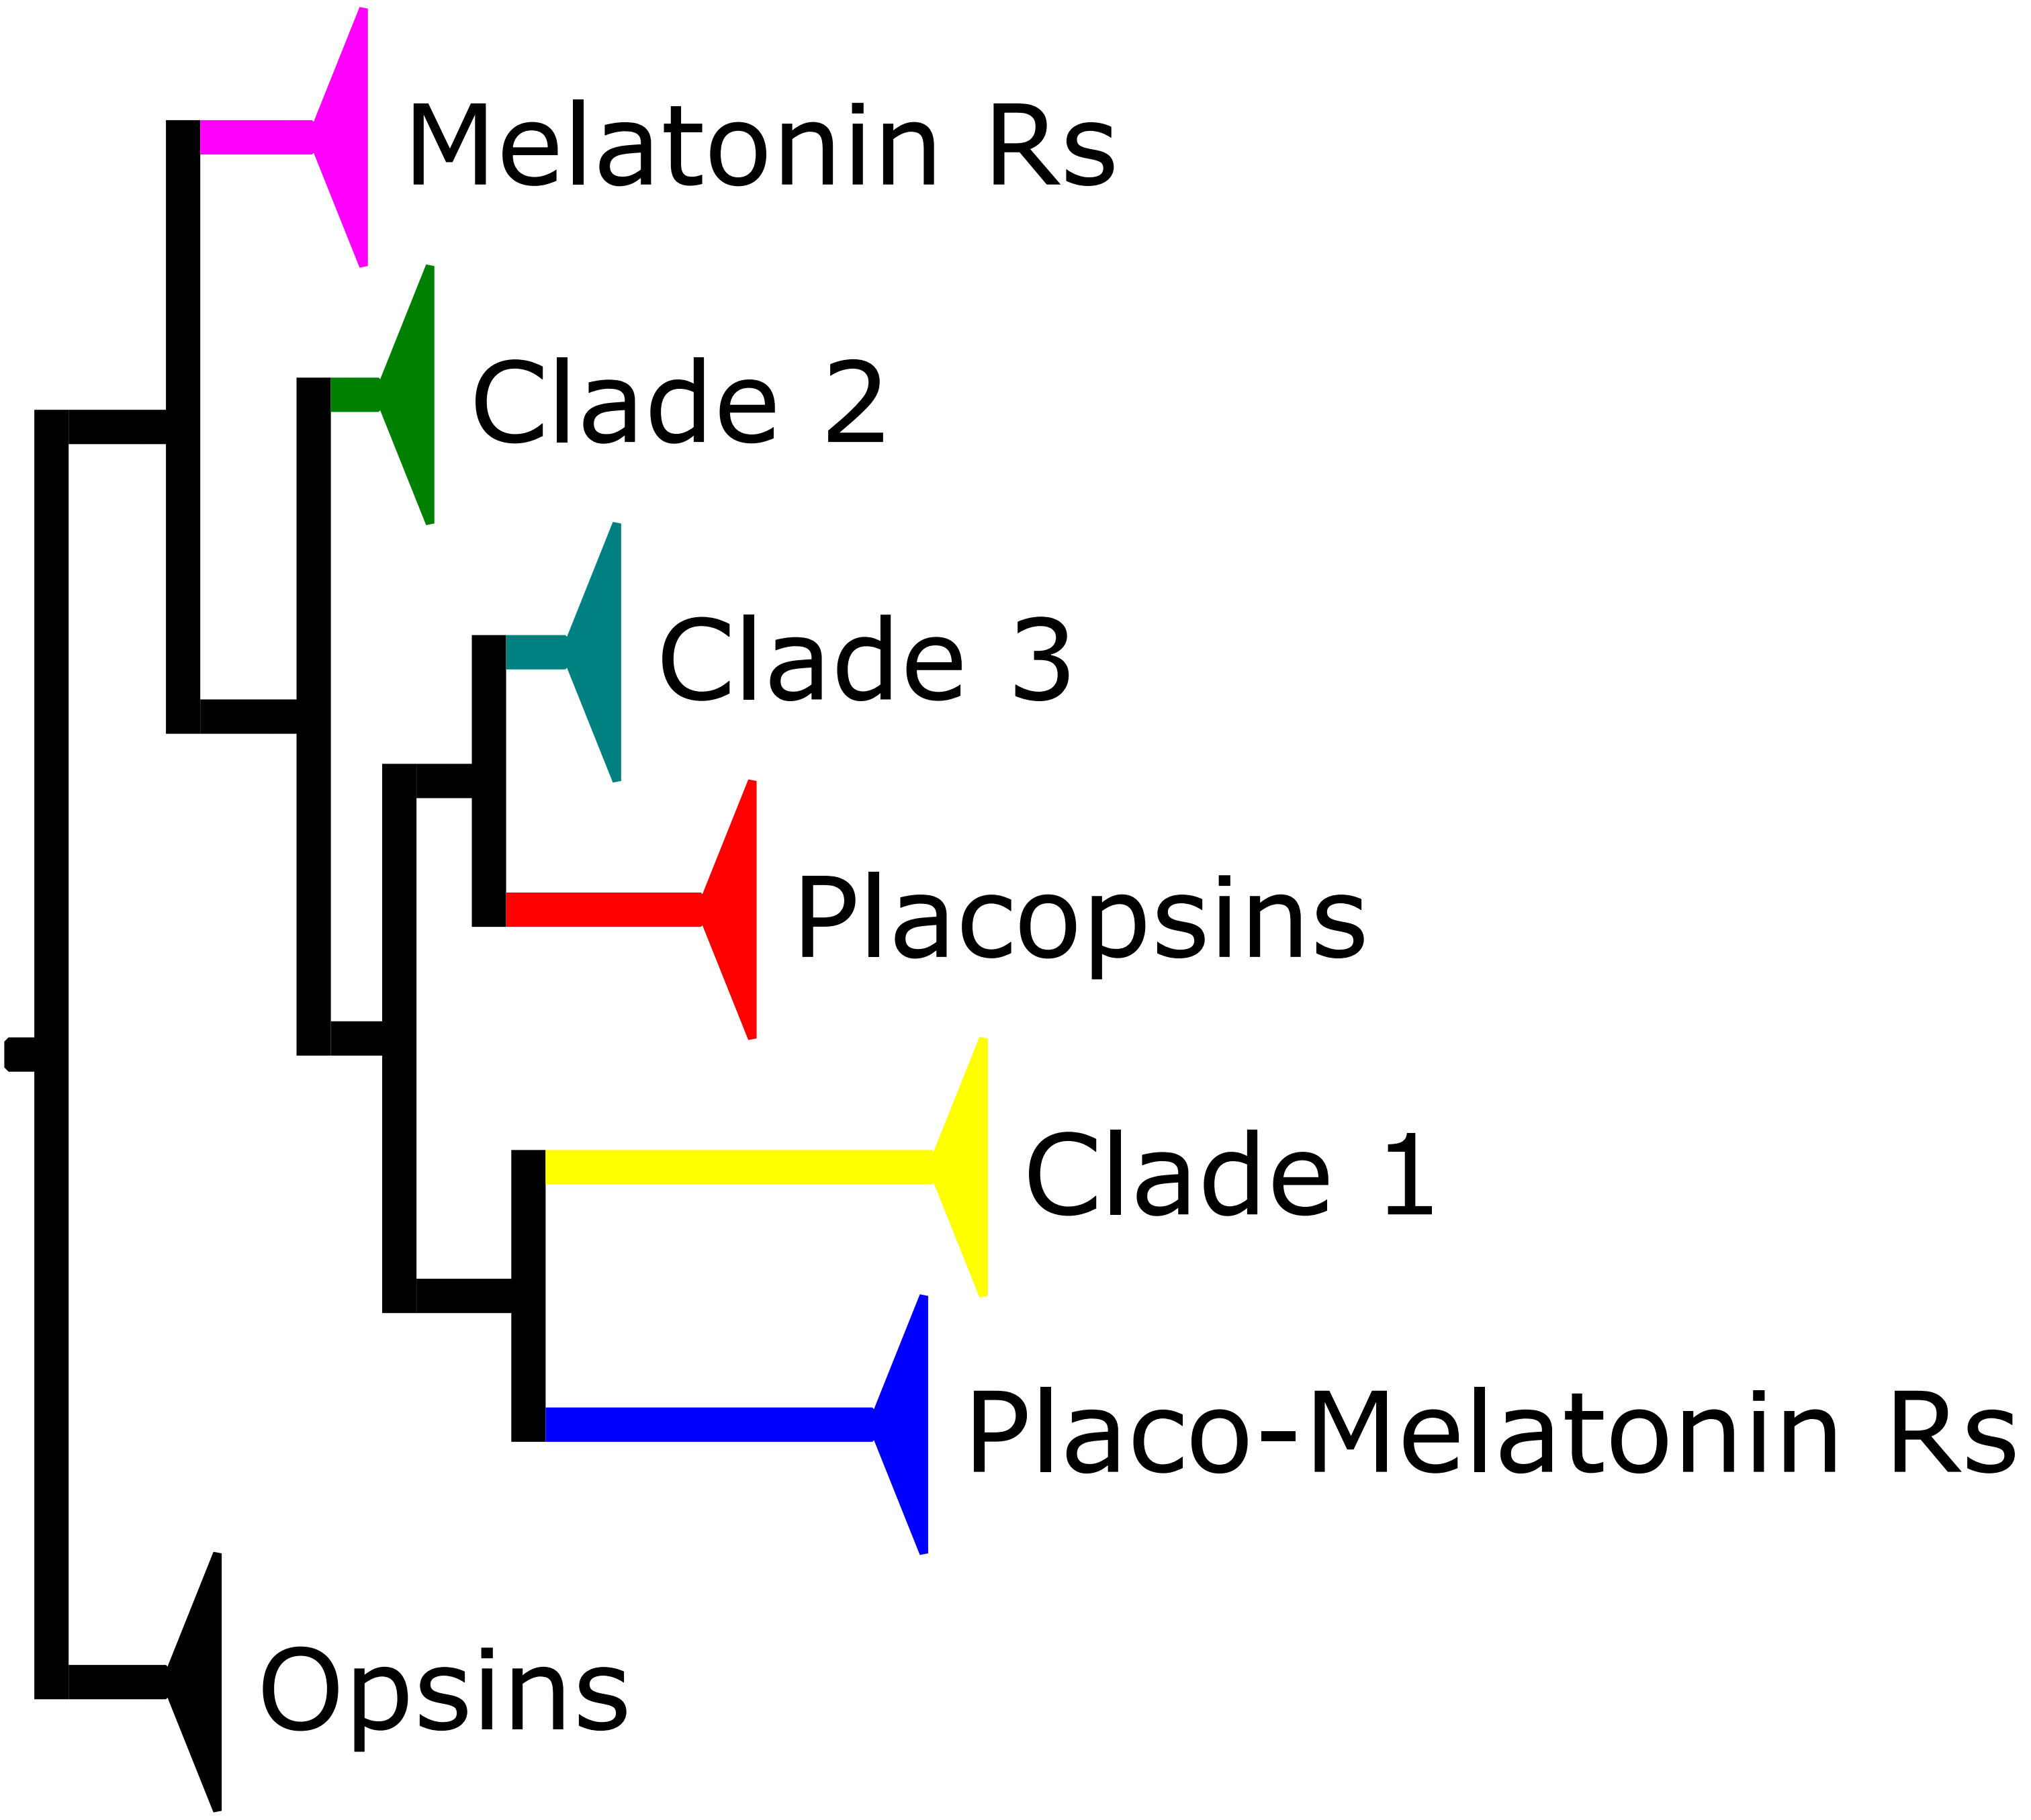 Melatonin Rs
Clade 2
Clade 3
Placopsins
Clade 1
Placo-Melatonin Rs
Opsins